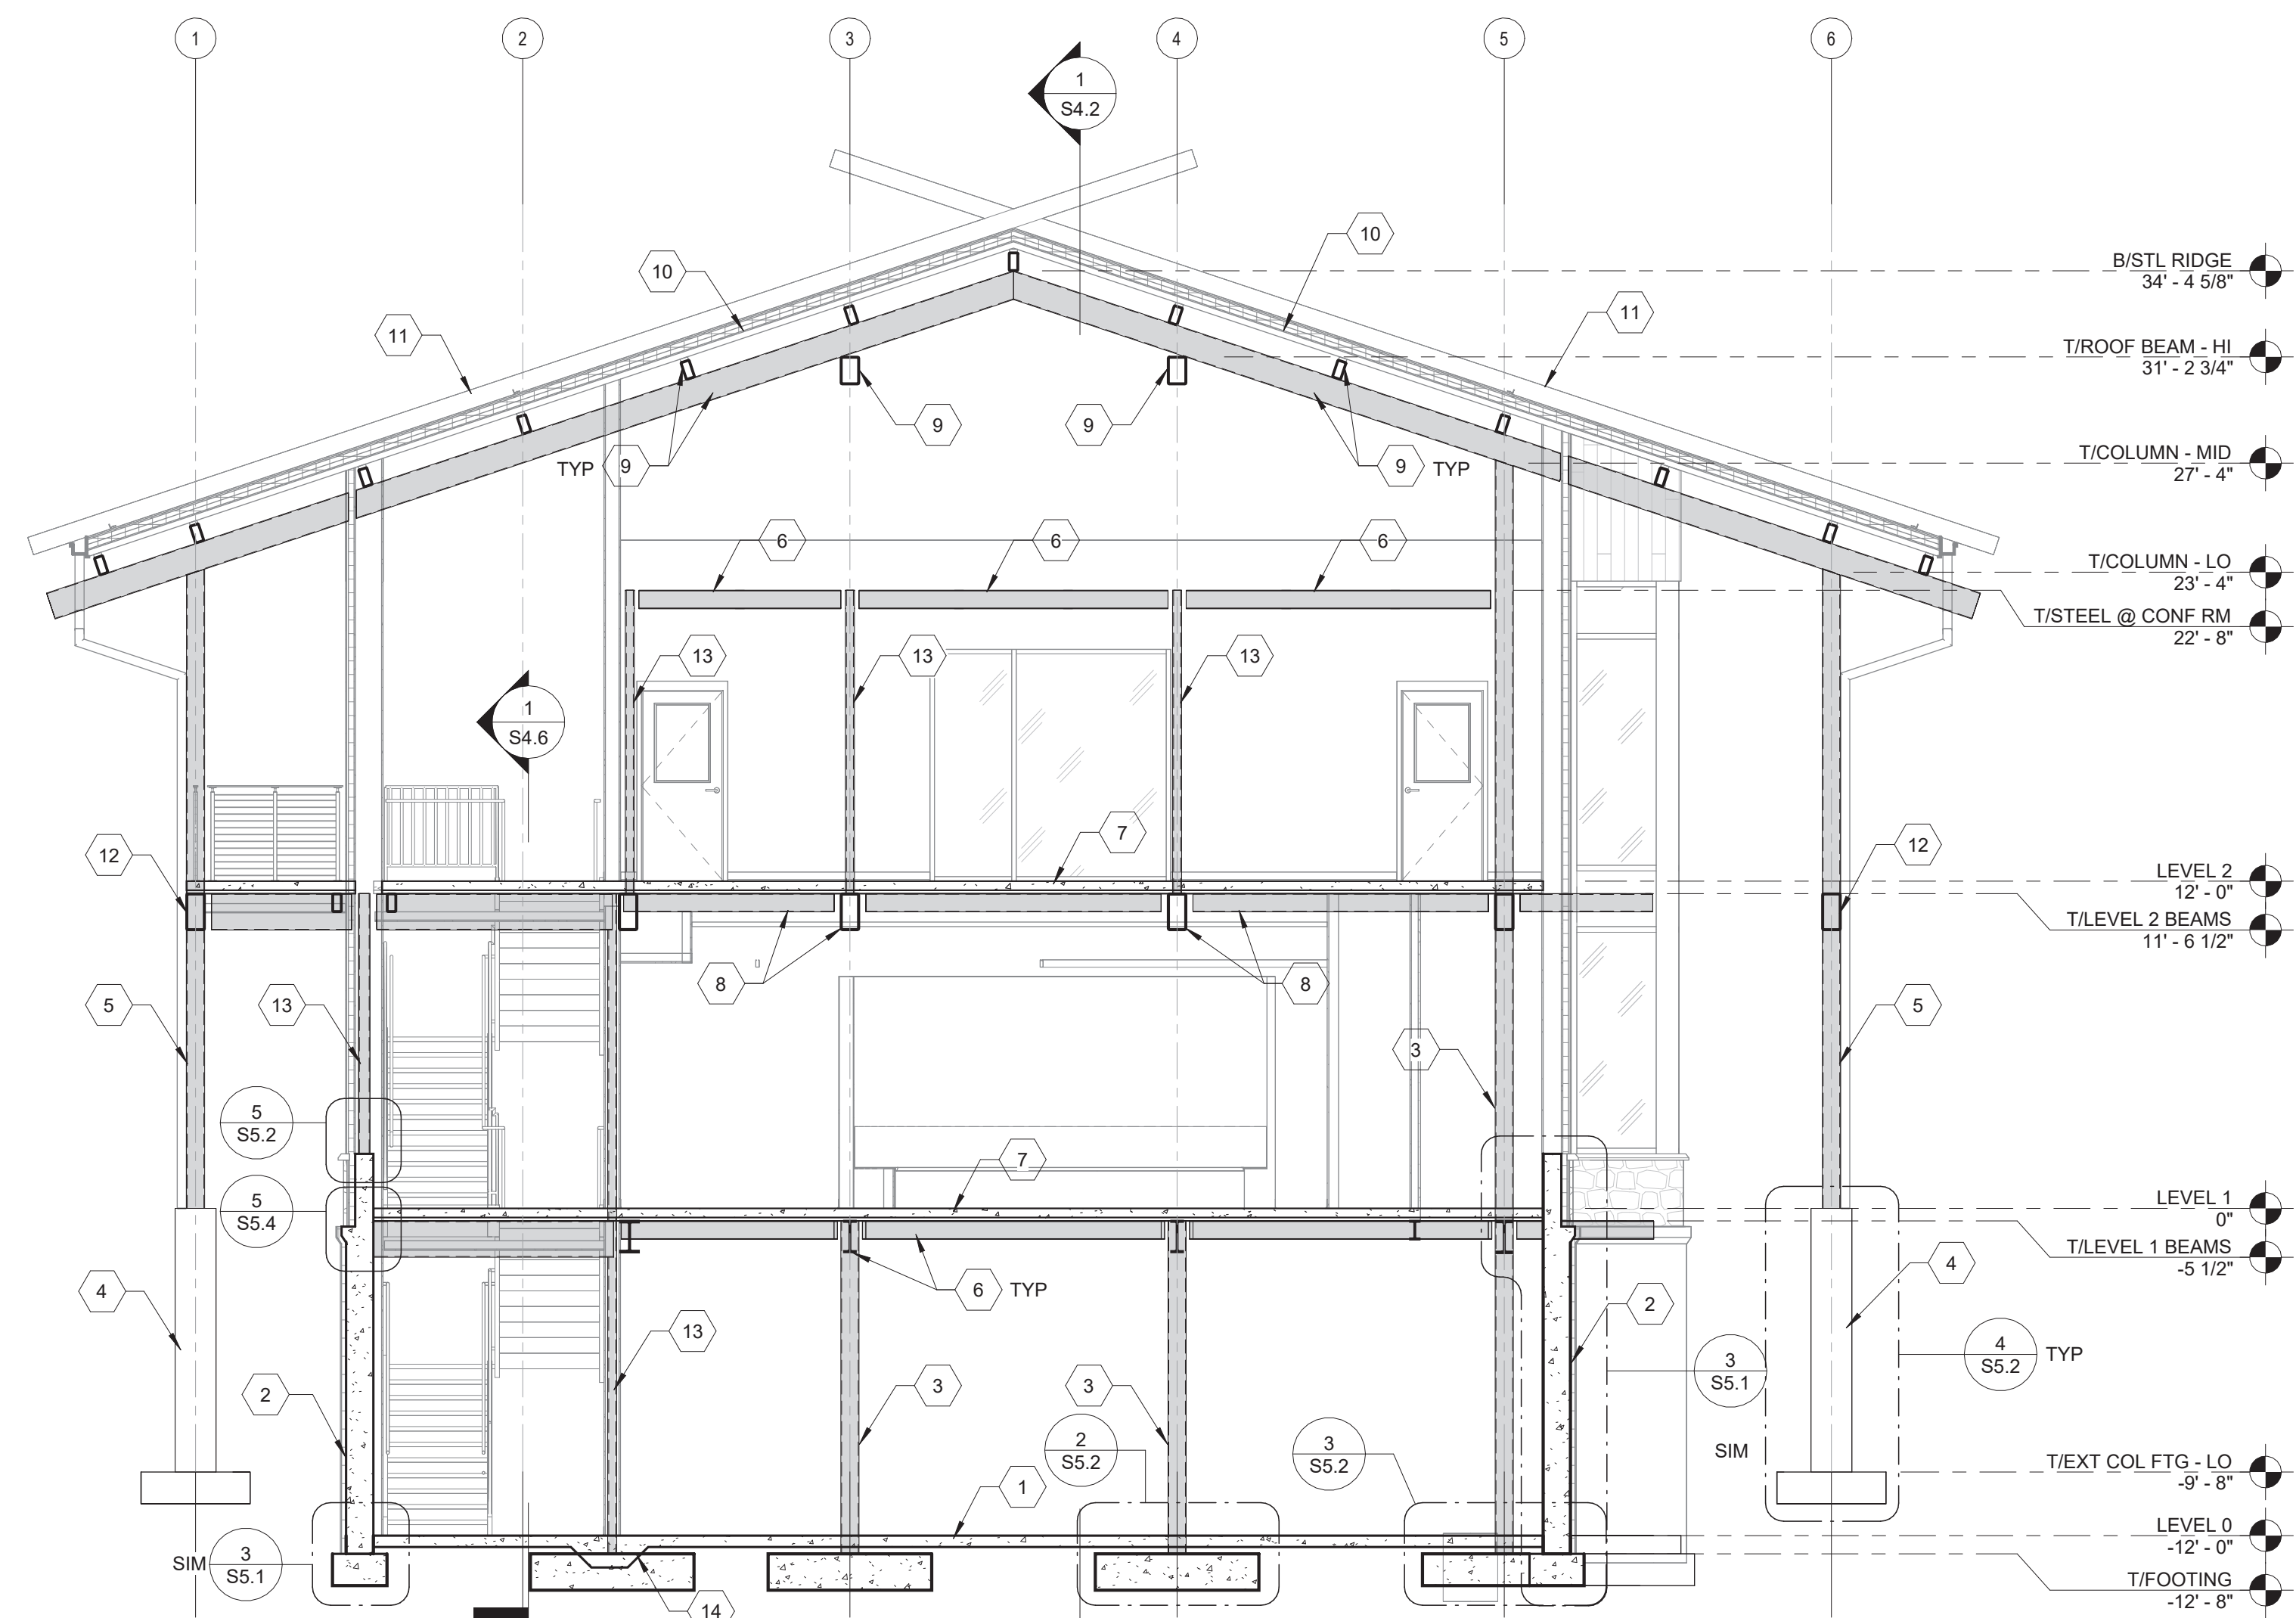 1
2
3
4
5
6
1
S4.2
10
10
11
11
B/STL RIDGE
34' - 4 5/8"
T/ROOF BEAM - HI
31' - 2 3/4"
9
9
TYP
9
9
TYP
T/COLUMN - MID
27' - 4"
6
6
6
T/COLUMN - LO
23' - 4"
T/STEEL @ CONF RM
22' - 8"
13
13
13
1
S4.6
7
12
12
LEVEL 2
12' - 0"
T/LEVEL 2 BEAMS
11' - 6 1/2"
8
8
5
13
5
3
5
S5.2
7
5
S5.4
LEVEL 1
0"
T/LEVEL 1 BEAMS
-5 1/2"
4
6
TYP
4
2
13
4
S5.2
TYP
3
S5.1
2
3
3
2
S5.2
3
S5.2
SIM
1
T/EXT COL FTG - LO
-9' - 8"
LEVEL 0
-12' - 0"
SIM
3
S5.1
T/FOOTING
-12' - 8"
14